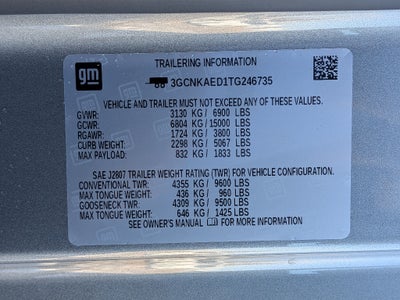 gm
TRAILERING INFORMATION
3GCNKAED1TG246735
VEHICLE AND TRAILER MUST NOT EXCEED ANY OF THESE VALUES.
GVWR: 3130 KG / 6900 LBS
GCWR: 6804 KG / 15000 LBS
RGAWR: 1724 KG / 3800 LBS
CURB WEIGHT: 2298 KG / 5067 LBS
MAX PAYLOAD: 832 KG / 1833 LBS
SAE J2807 TRAILER WEIGHT RATING (TWR) FOR VEHICLE CONFIGURATION.
CONVENTIONAL TWR: 4355 KG / 9600 LBS
MAX TONGUE WEIGHT: 436 KG / 960 LBS
GOOSENECK TWR: 4309 KG / 9500 LBS
MAX TONGUE WEIGHT: 646 KG / 1425 LBS
SEE OWNER'S MANUAL FOR MORE INFORMATION